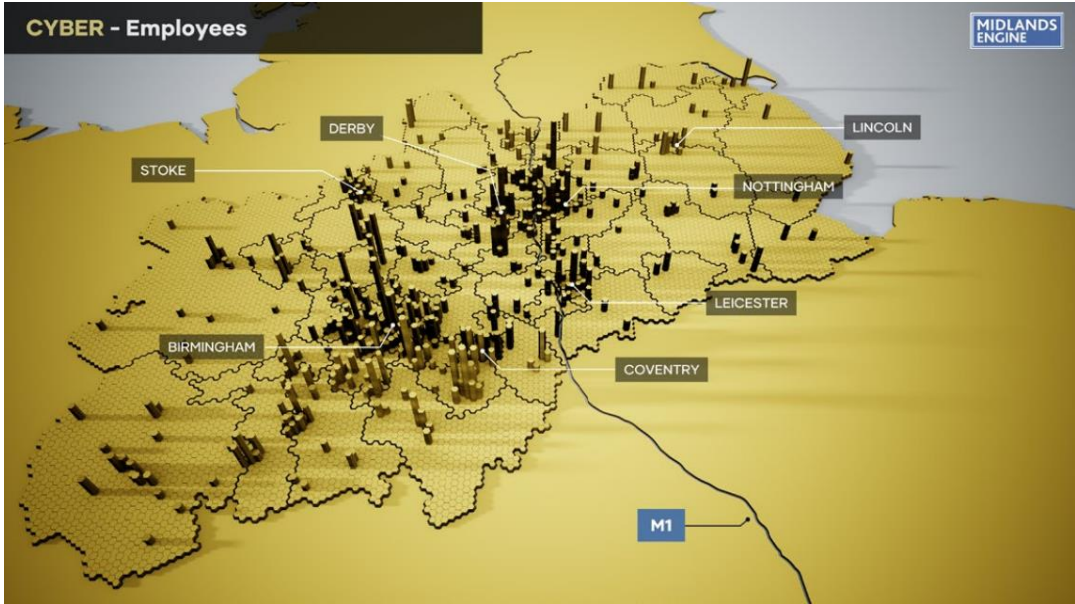 CYBER - Employees
MIDLANDS
ENGINE
DERBY
LINCOLN
STOKE
NOTTINGHAM
LEICESTER
BIRMINGHAM
COVENTRY
M1